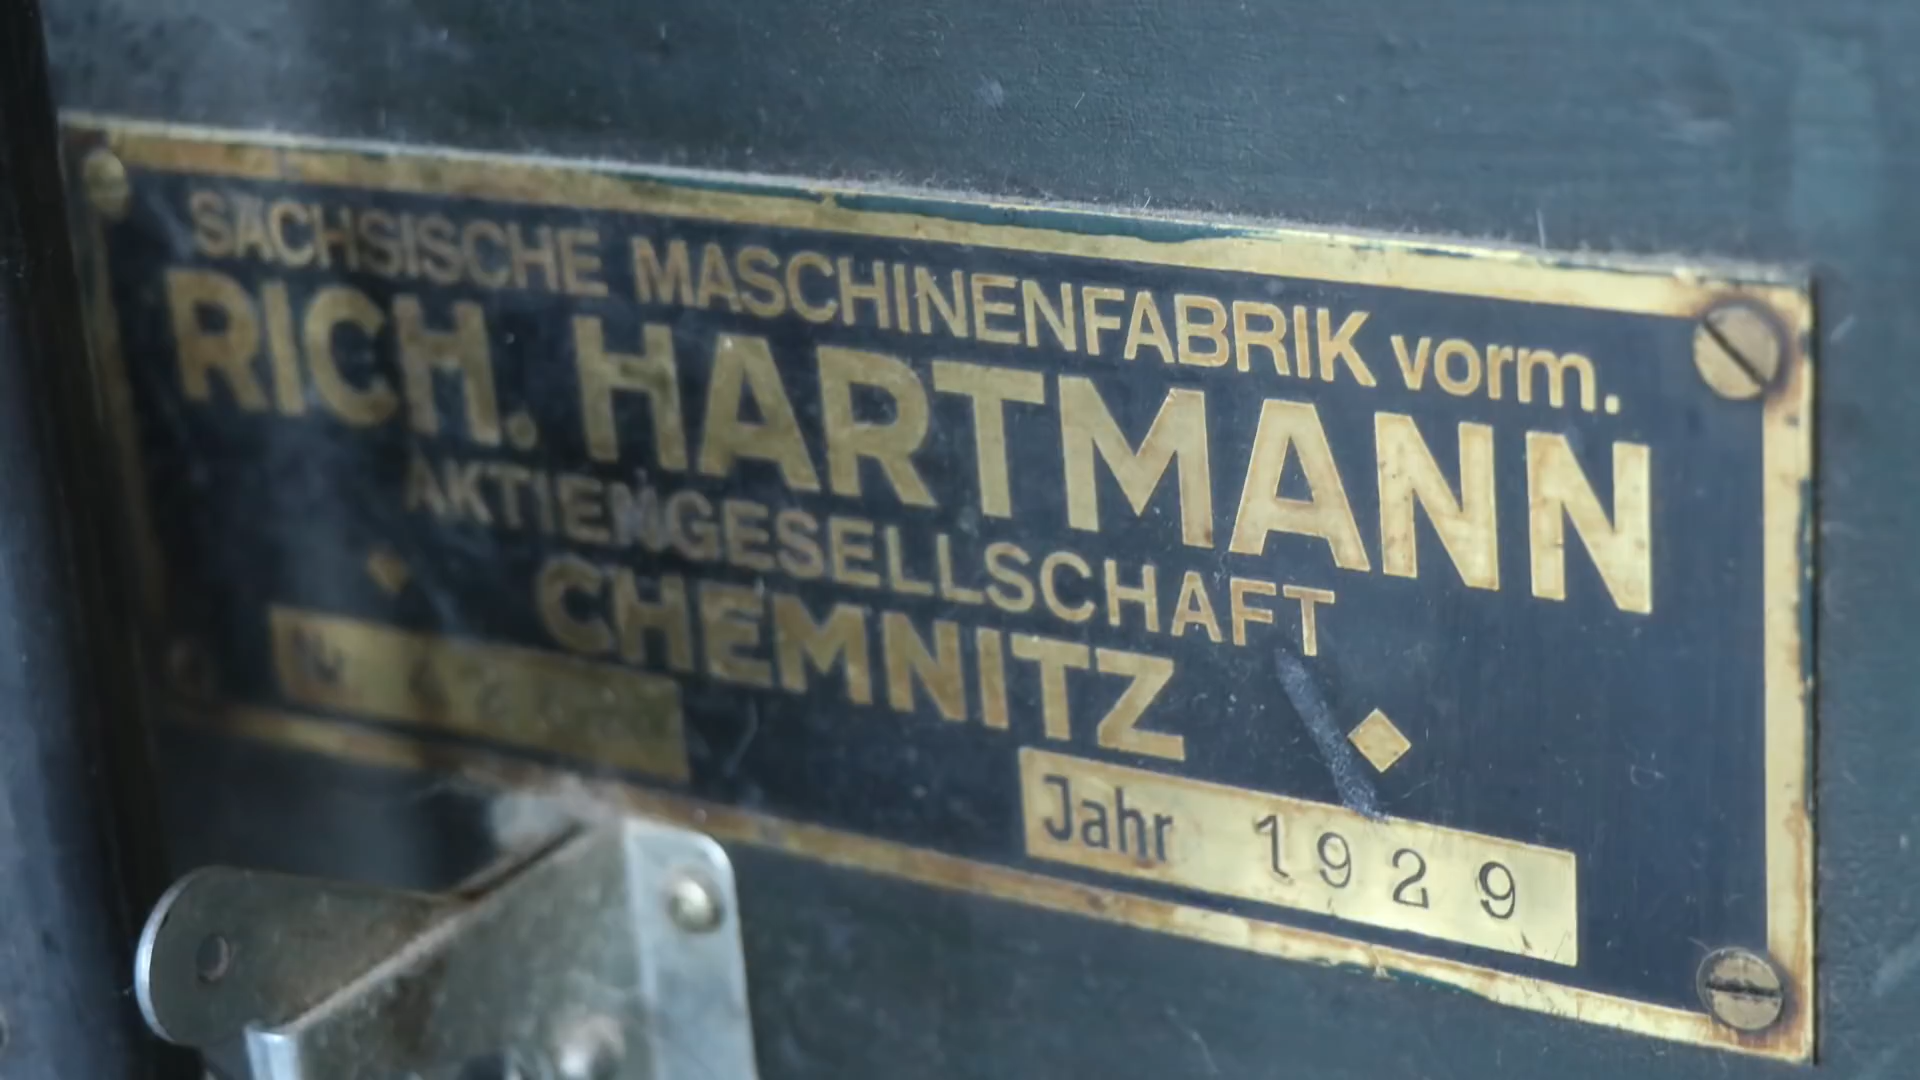 SÄCHSISCHE MASCHINENFABRIK vorm.
RICH. HARTMANN
AKTIENGESELLSCHAFT
CHEMNITZ
Jahr 1929